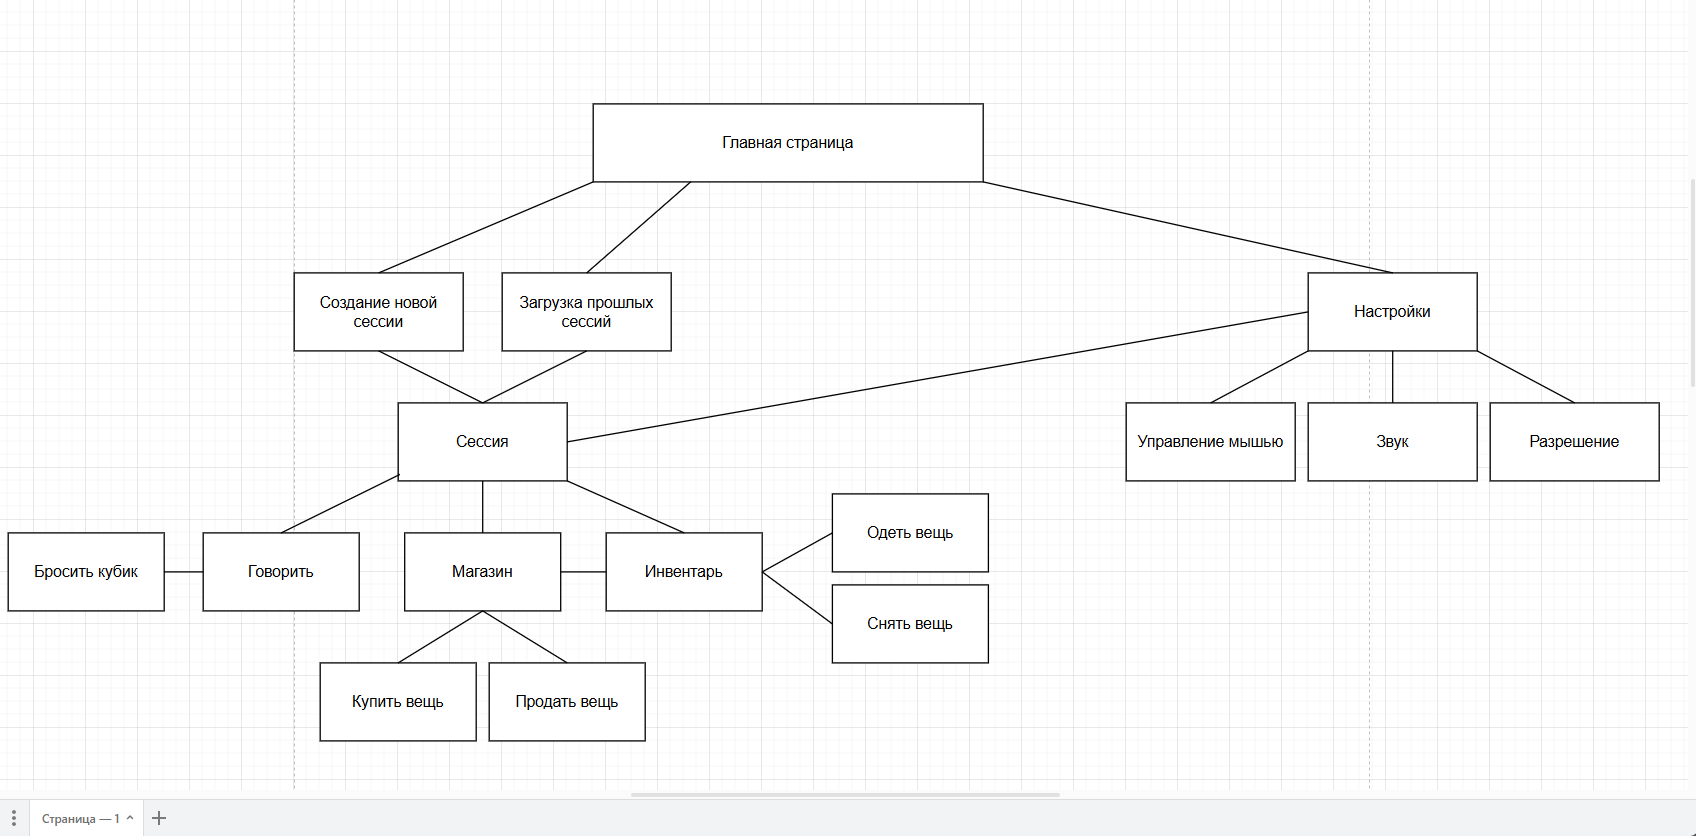 Главная страница
Создание новой
сессии
Загрузка прошлых
сессий
Настройки
Сессия
Управление мышью
Звук
Разрешение
Одеть вещь
Бросить кубик
Говорить
Магазин
Инвентарь
Снять вещь
Купить вещь
Продать вещь
Страница — 1